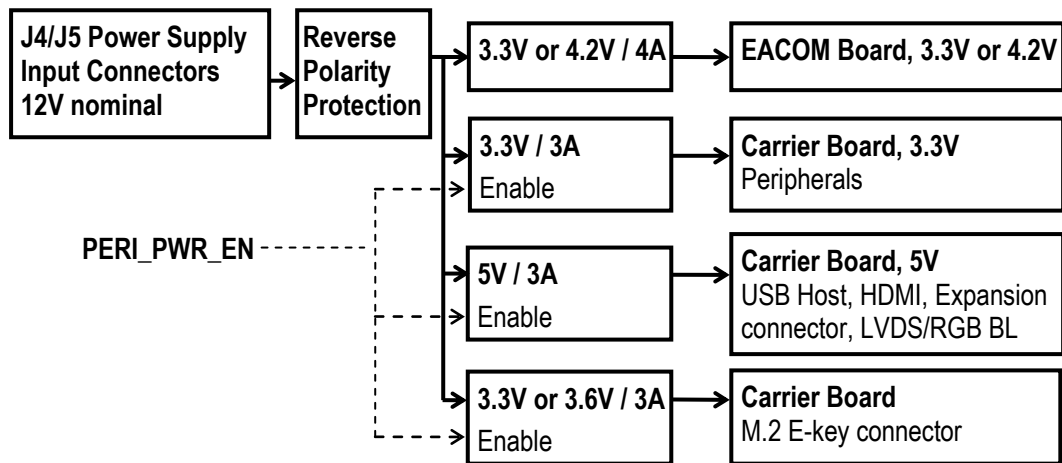 J4/J5 Power Supply
Input Connectors
12V nominal
Reverse
Polarity
Protection
3.3V or 4.2V / 4A
EACOM Board, 3.3V or 4.2V
3.3V / 3A
Enable
Carrier Board, 3.3V
Peripherals
PERI_PWR_EN
5V / 3A
Enable
Carrier Board, 5V
USB Host, HDMI, Expansion
connector, LVDS/RGB BL
3.3V or 3.6V / 3A
Enable
Carrier Board
M.2 E-key connector